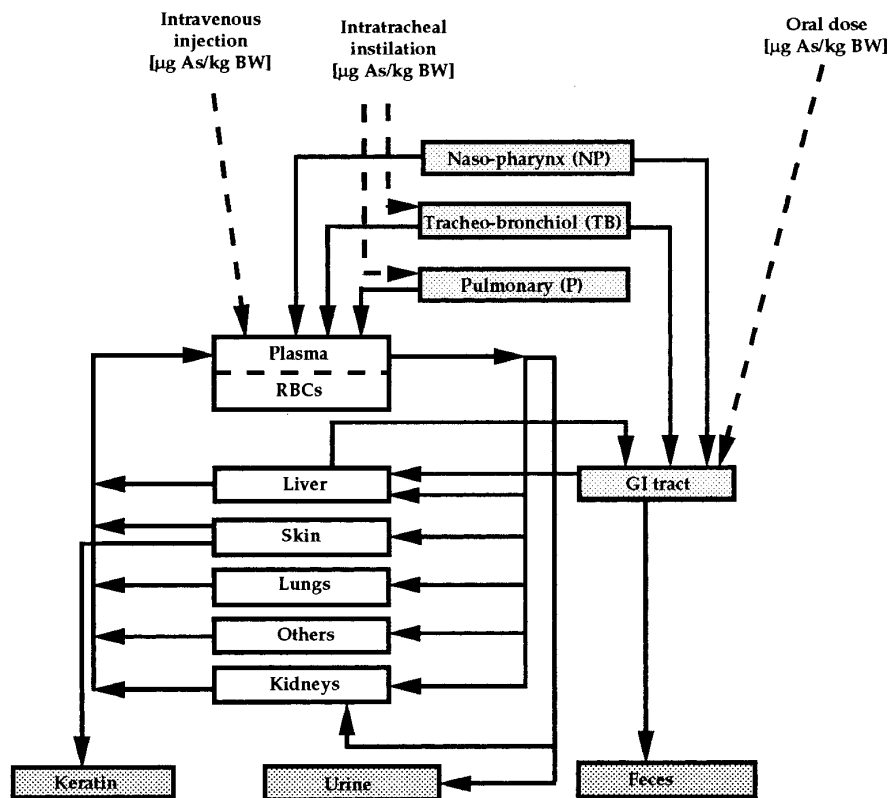 Intravenous
injection
[µg As/kg BW]
Intratracheal
instilation
[µg As/kg BW]
Oral dose
[µg As/kg BW]
Naso-pharynx (NP)
Tracheo-bronchiol (TB)
Pulmonary (P)
Plasma
RBCs
Liver
GI tract
Skin
Lungs
Others
Kidneys
Keratin
Urine
Feces